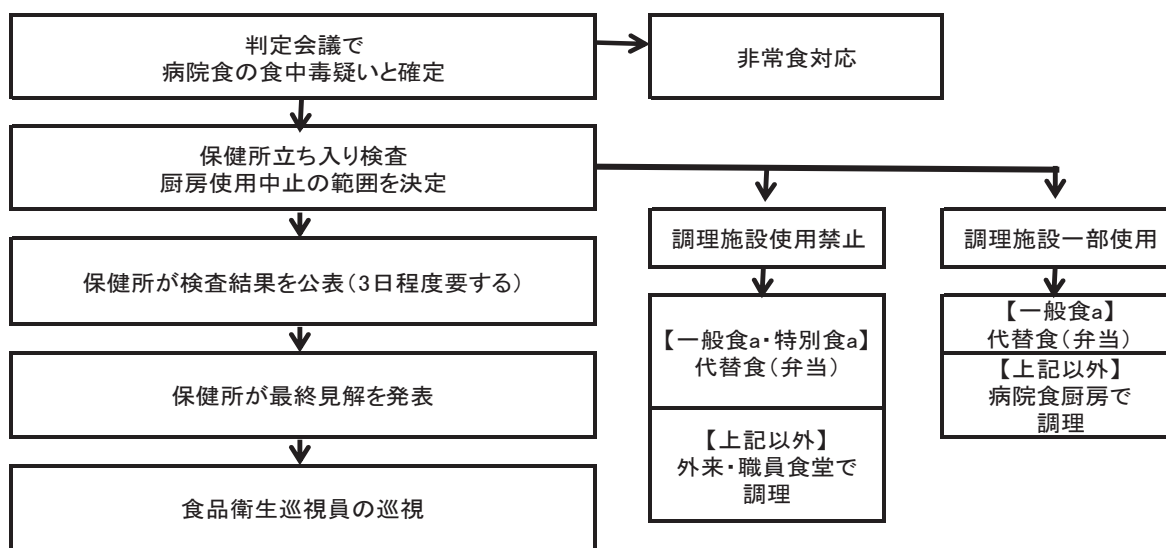 判定会議で
病院食の食中毒疑いと確定
非常食対応
保健所立ち入り検査
厨房使用中止の範囲を決定
調理施設使用禁止
調理施設一部使用
保健所が検査結果を公表(3日程度要する)
【一般食a・特別食a】
代替食(弁当)
【一般食a】
代替食(弁当)
【上記以外】
病院食厨房で
調理
保健所が最終見解を発表
【上記以外】
外来・職員食堂で
調理
食品衛生巡視員の巡視